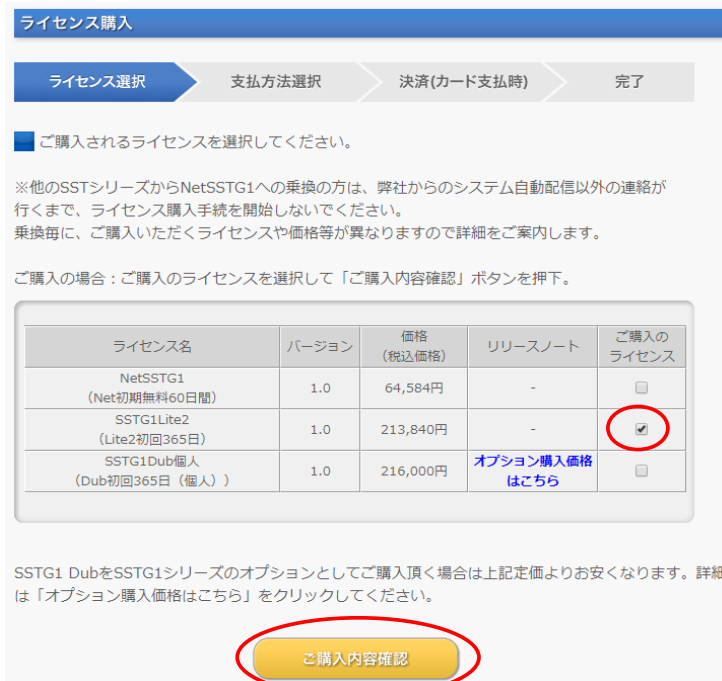 ライセンス購入
ライセンス選択
支払方法選択
決済(カード支払時)
完了
ご購入されるライセンスを選択してください。
※他のSSTシリーズからNetSSTG1への乗換の方は、弊社からのシステム自動配信以外の連絡が
行くまで、ライセンス購入手続を開始しないでください。
乗換毎に、ご購入いただくライセンスや価格等が異なりますので詳細をご案内します。
ご購入の場合：ご購入のライセンスを選択して「ご購入内容確認」ボタンを押下。
ライセンス名
バージョン
価格
（税込価格）
リリースノート
ご購入の
ライセンス
NetSSTG1
（Net初期無料60日間）
1.0
64,584円
-
SSTG1Lite2
（Lite2初回365日）
1.0
213,840円
-
SSTG1Dub個人
（Dub初回365日（個人））
1.0
216,000円
オプション購入価格
はこちら
SSTG1 DubをSSTG1シリーズのオプションとしてご購入頂く場合は上記定価よりお安くなります。詳細
は「オプション購入価格はこちら」をクリックしてください。
ご購入内容確認